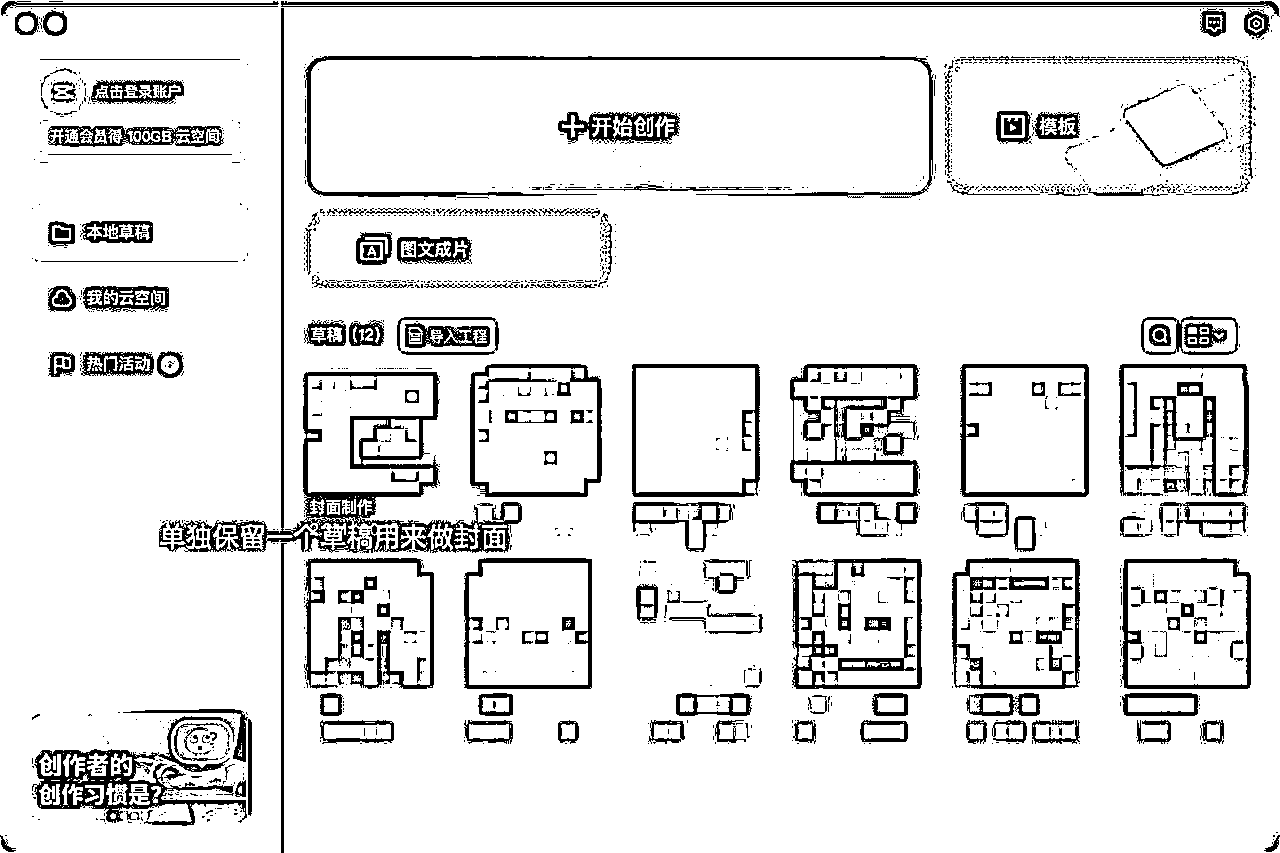 点击登录账户
开通会员得 100GB 云空间
开始创作
模板
本地草稿
图文成片
我的云空间
草稿 (12)
导入工程
热门活动
封面制作
单独保留一个草稿用来做封面
创作者的
创作习惯是?